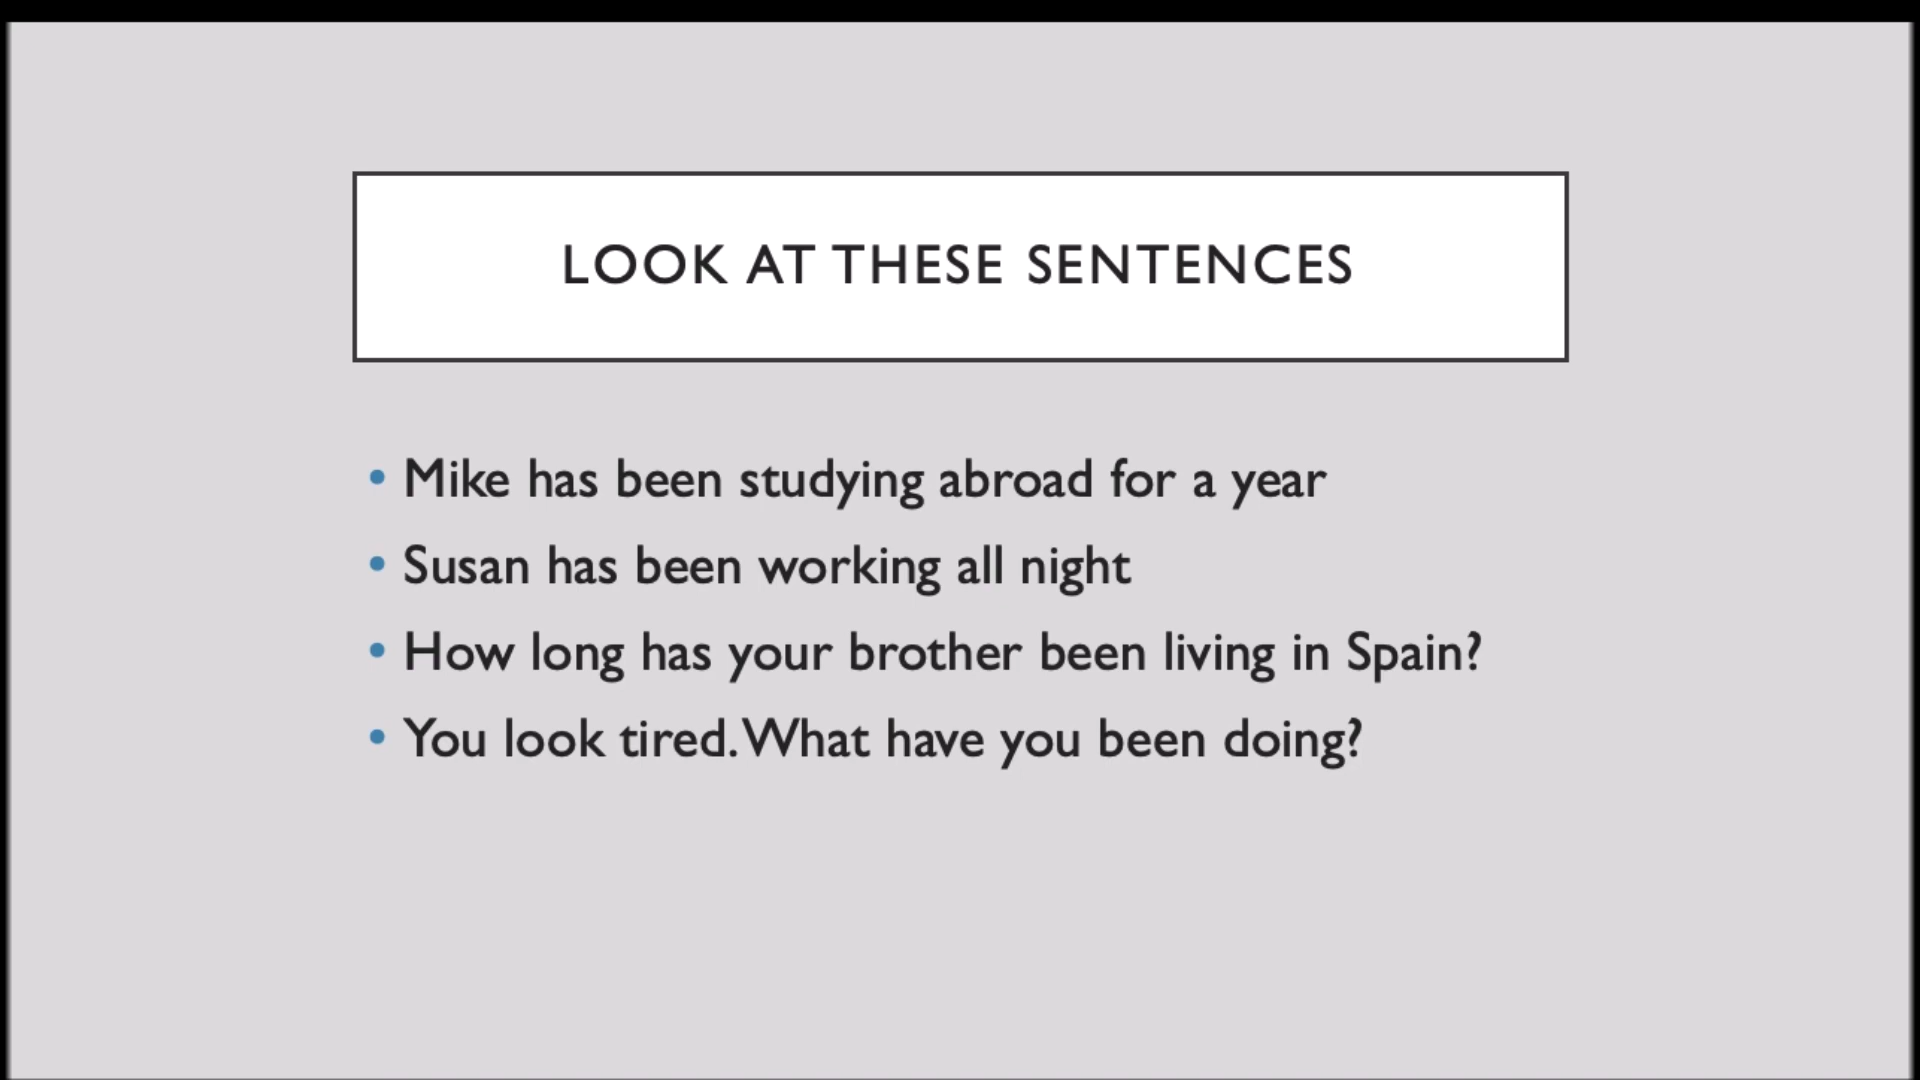 LOOK AT THESE SENTENCES
• Mike has been studying abroad for a year
• Susan has been working all night
• How long has your brother been living in Spain?
• You look tired. What have you been doing?